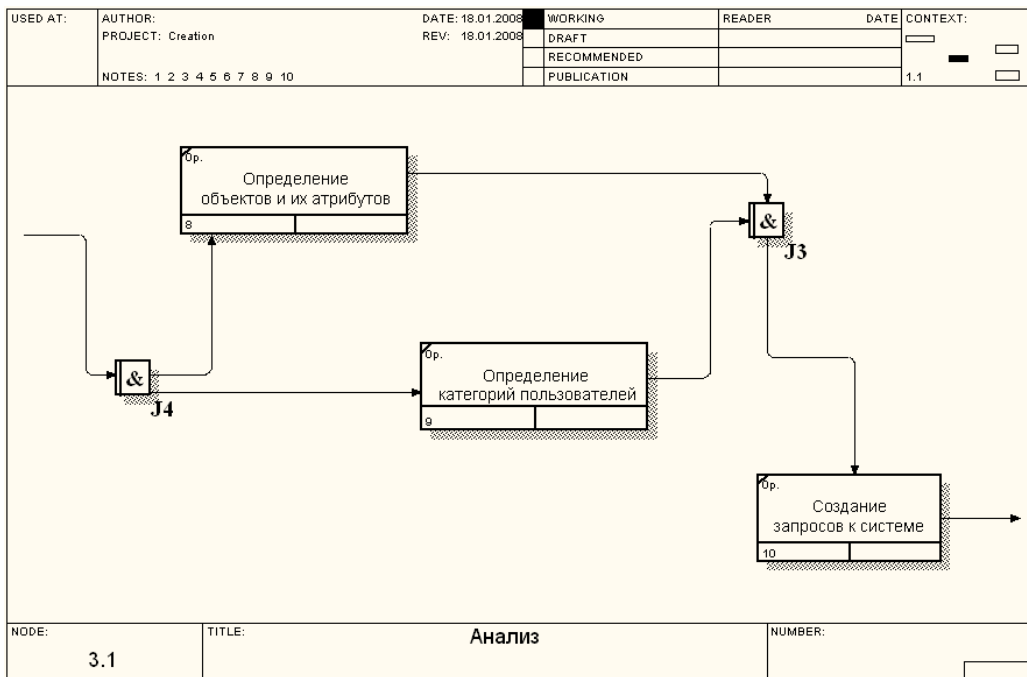 USED AT:
AUTHOR:
DATE: 18.01.2008
WORKING
READER
DATE
CONTEXT:
PROJECT: Creation
REV: 18.01.2008
DRAFT
RECOMMENDED
NOTES: 1 2 3 4 5 6 7 8 9 10
PUBLICATION
1.1
0р.
Определение
объектов и их атрибутов
8
&
J3
0р.
Определение
категорий пользователей
9
&
J4
0р.
Создание
запросов к системе
10
NODE:
3.1
TITLE:
Анализ
NUMBER: